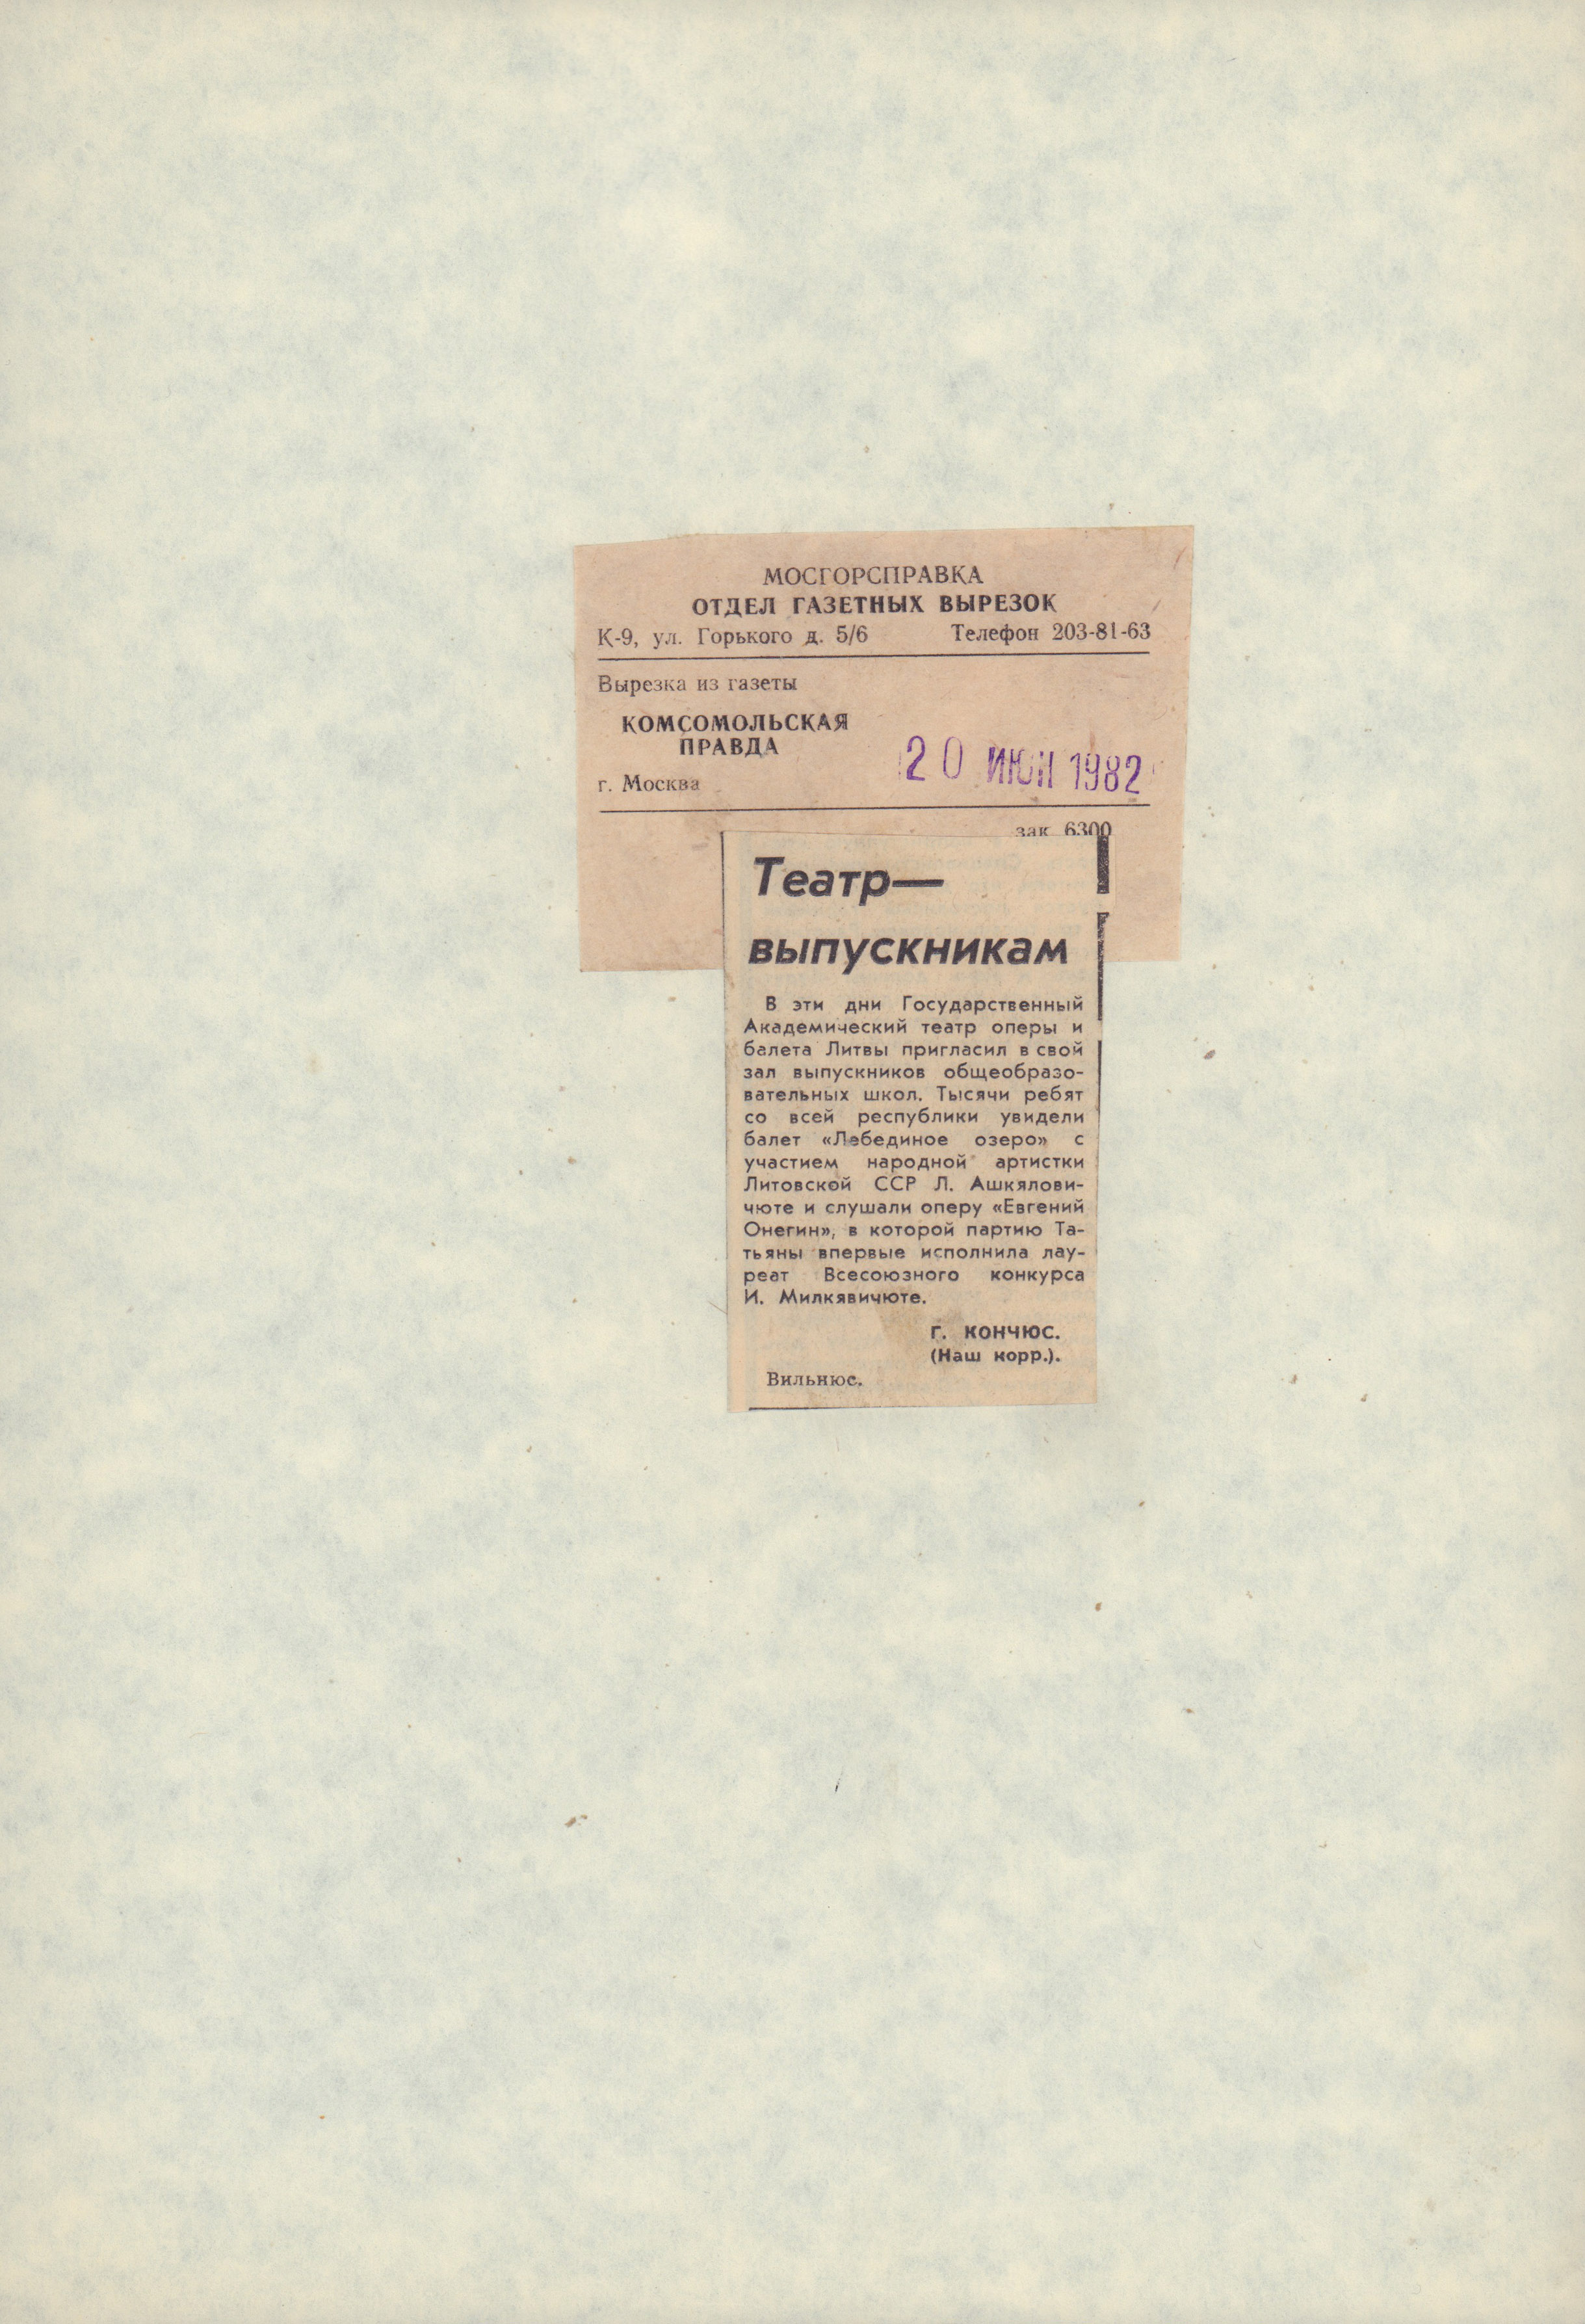 МОСГОРСПРАВКА
ОТДЕЛ ГАЗЕТНЫХ ВЫРЕЗОК
К-9, ул. Горького д. 5/6 Телефон 203-81-63
Вырезка из газеты
КОМСОМОЛЬСКАЯ
ПРАВДА
г. Москва
20 ИЮН 1982
зак 6300
Театр—
выпускникам
В эти дни Государственный
Академический театр оперы и
балета Литвы пригласил в свой
зал выпускников общеобразо-
вательных школ. Тысячи ребят
со всей республики увидели
балет «Лебединое озеро» с
участием народной артистки
Литовской ССР Л. Ашкялови-
чюте и слушали оперу «Евгений
Онегин», в которой партию Та-
тьяны впервые исполнила лау-
реат Всесоюзного конкурса
И. Милкявичюте.
Г. КОНЧЮС.
(Наш корр.).
Вильнюс.